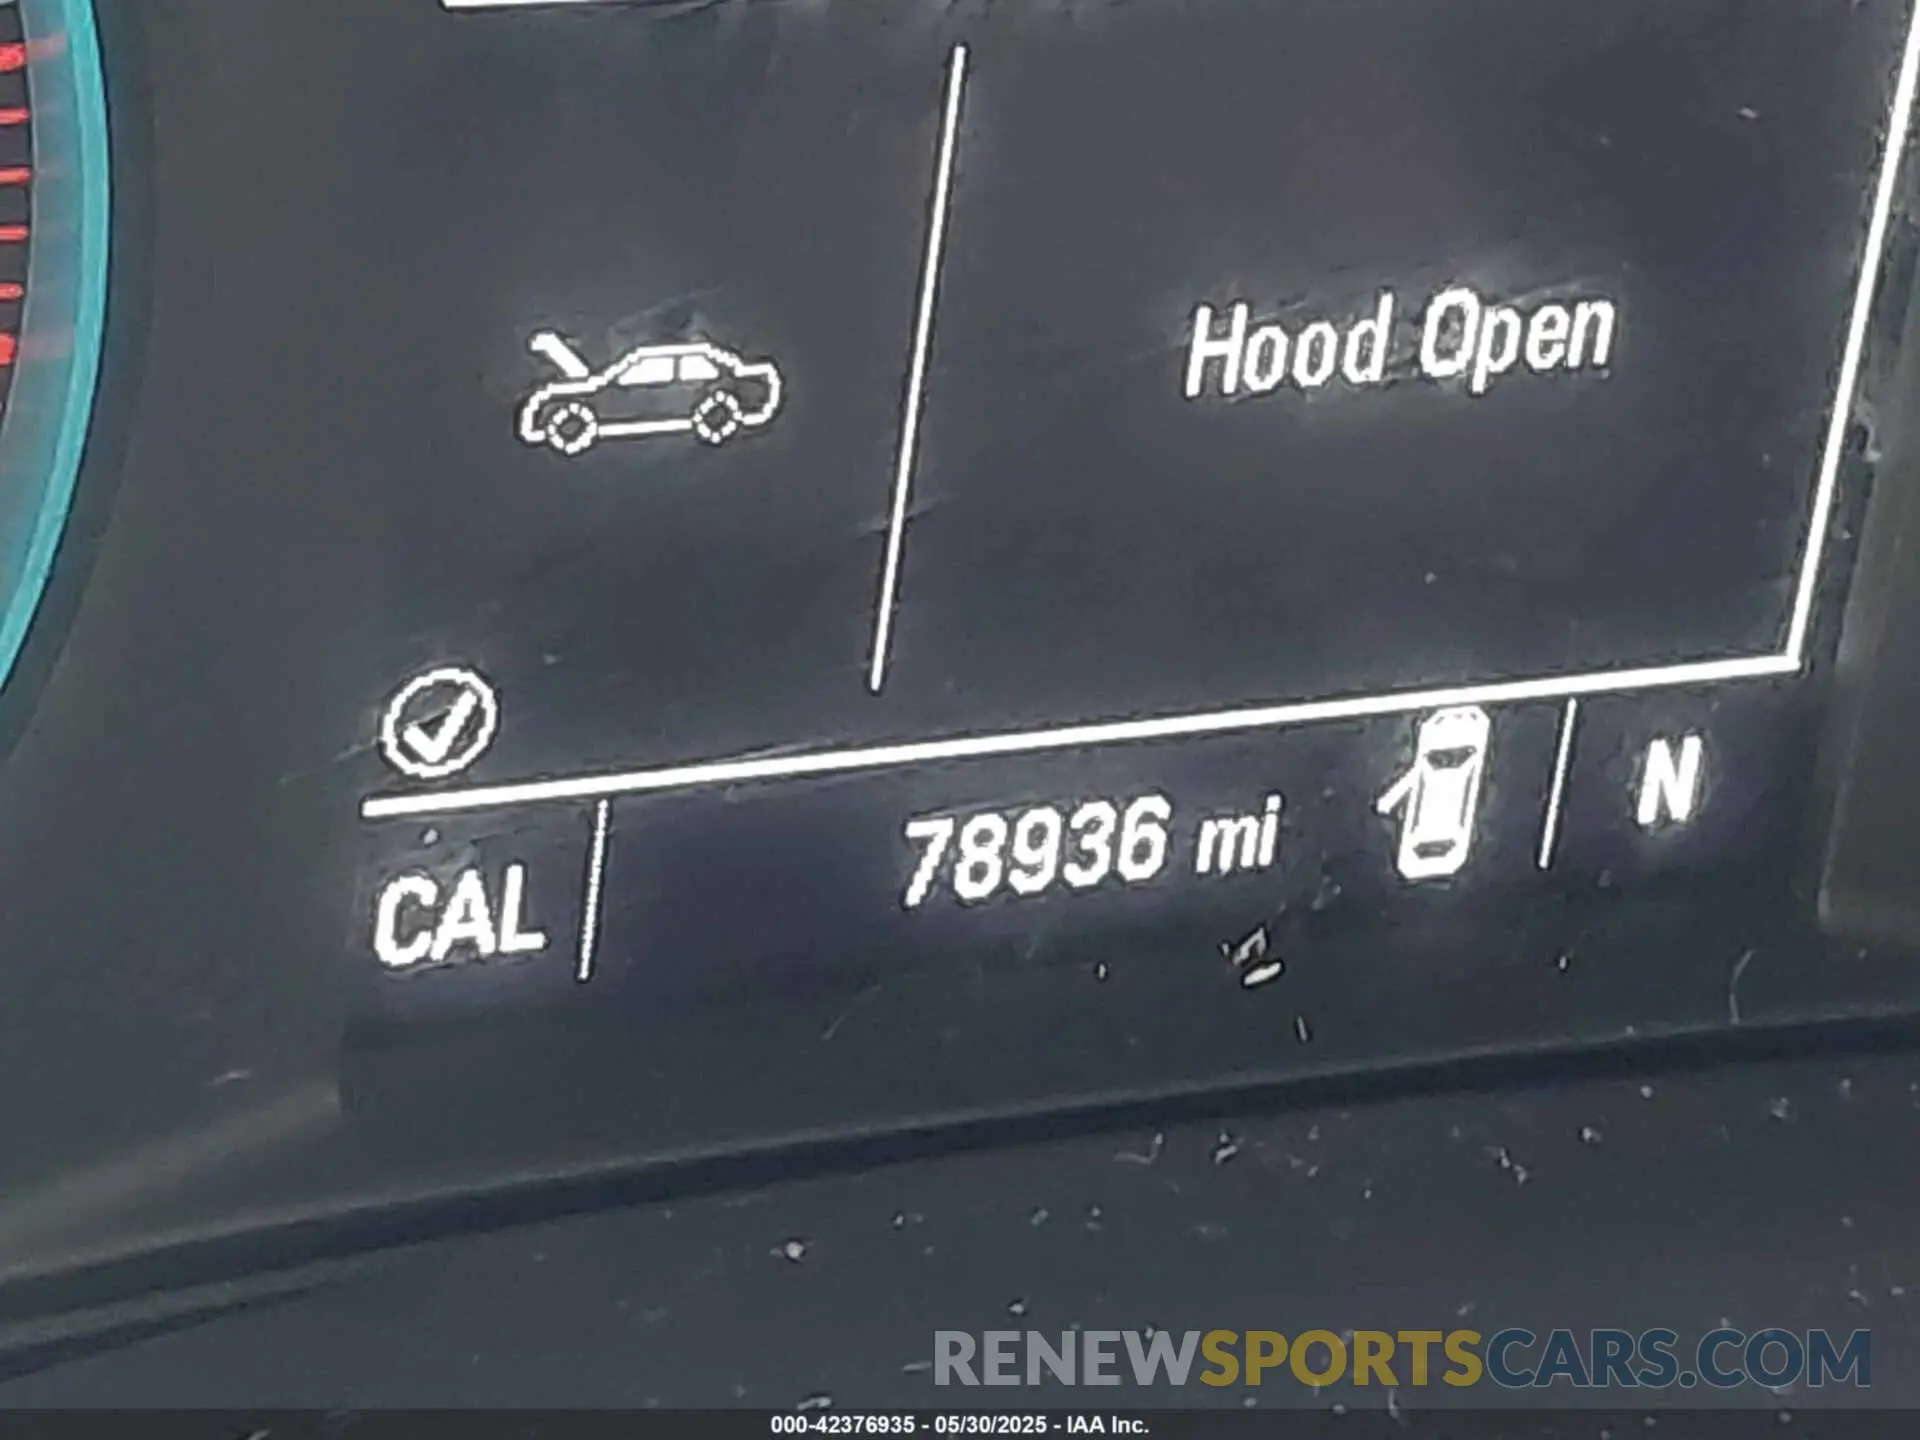 Hood Open
CAL
78936 mi
N
RENEWSPORTSCARS.COM
000-42376935 - 05/30/2025 - IAA Inc.